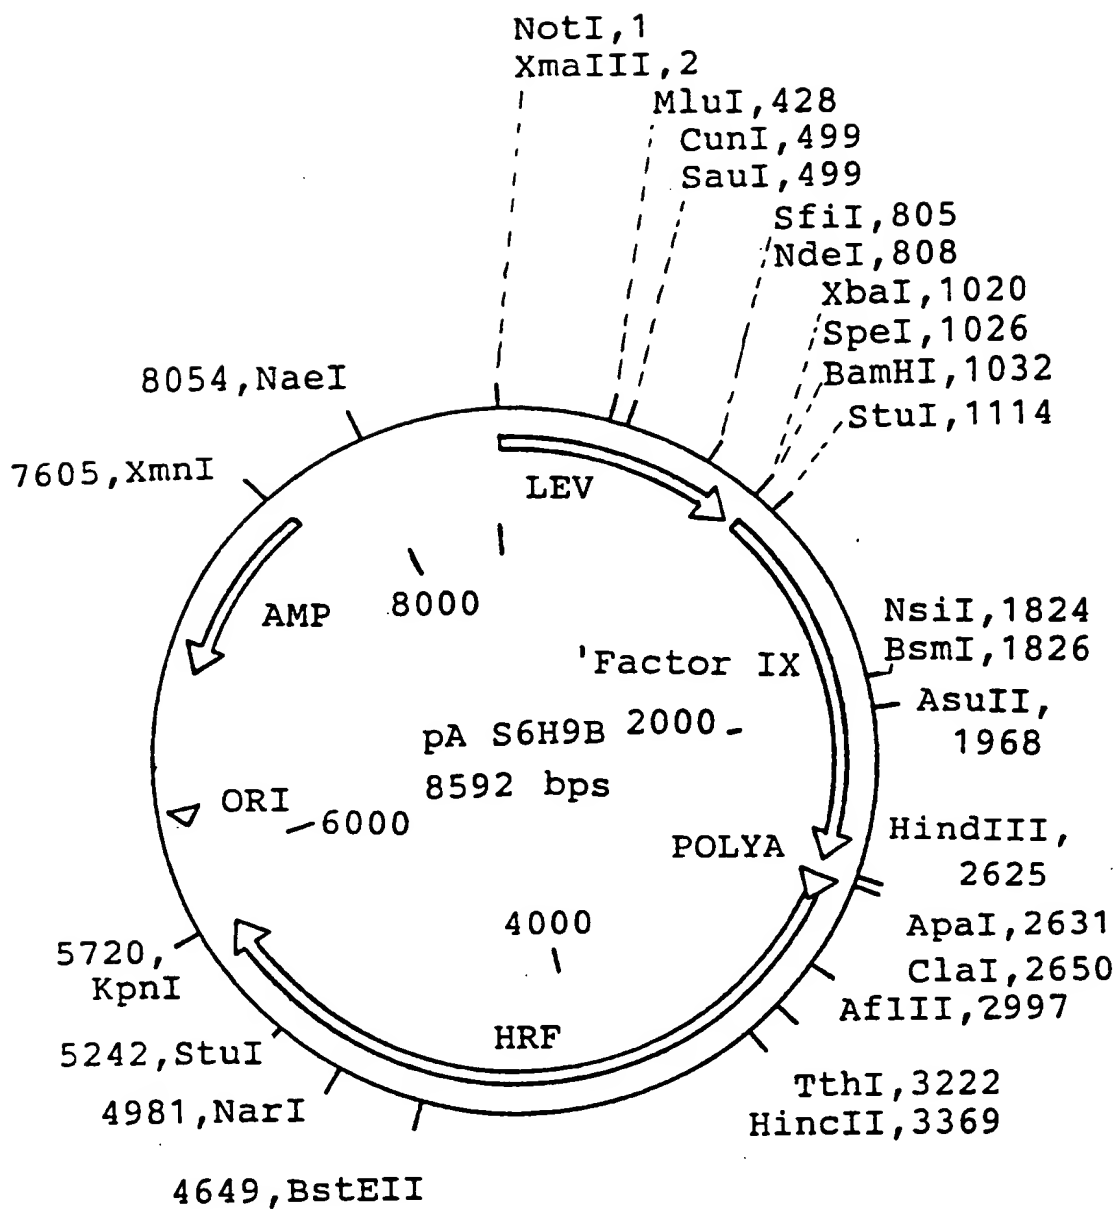 NotI,1
XmaIII,2
MluI,428
CunI,499
SauI,499
SfiI,805
NdeI,808
XbaI,1020
SpeI,1026
BamHI,1032
StuI,1114
8054,NaeI
7605,XmnI
LEV
AMP
8000
NsiI,1824
BsmI,1826
'Factor IX
AsuII,
1968
pA S6H9B
8592 bps
2000
ORI
6000
POLYA
HindIII,
2625
4000
ApaI,2631
ClaI,2650
AflII,2997
5720,
KpnI
HRF
5242,StuI
4981,NarI
TthI,3222
HincII,3369
4649,BstEII